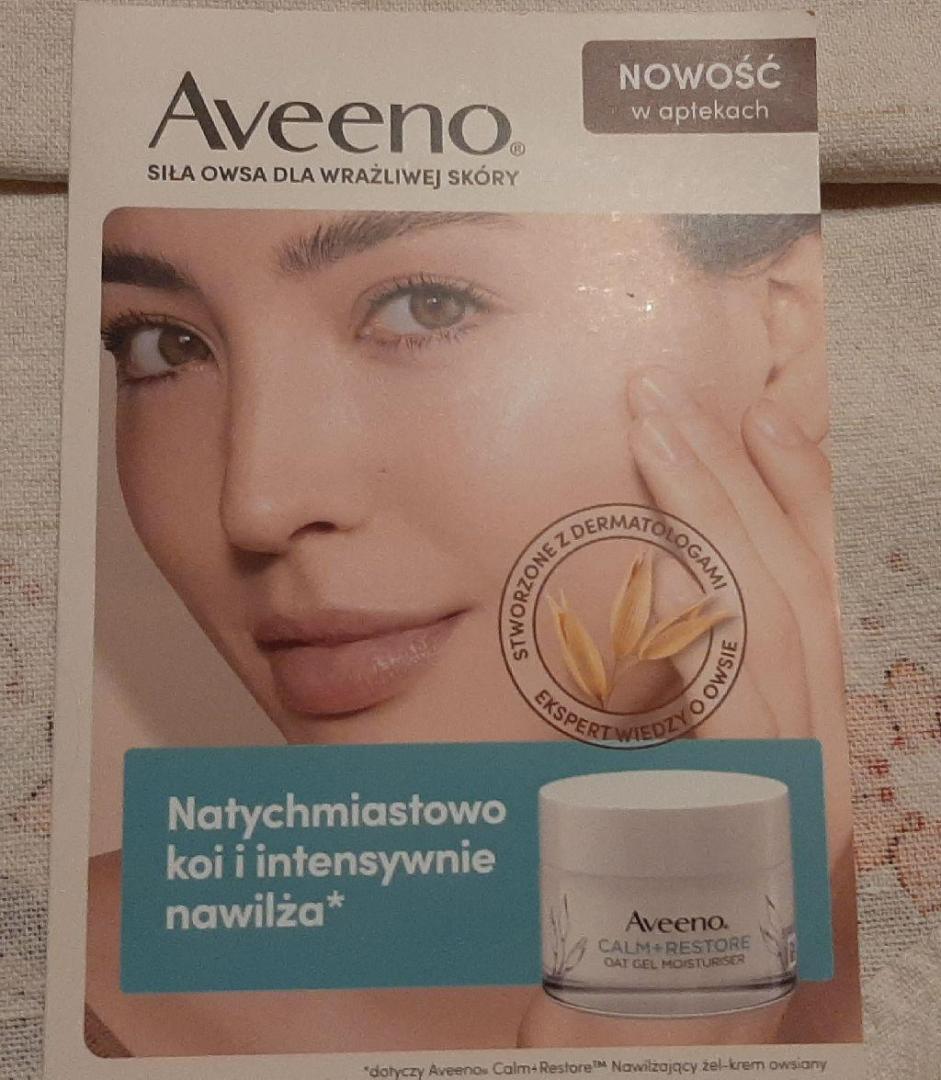 Aveeno®
NOWOŚĆ
w aptekach
SIŁA OWSA DLA WRAŻLIWEJ SKÓRY
STWORZONE Z DERMATOLOGAMI
EKSPERT WIEDZY O OWSIE
Natychmiastowo
koi i intensywnie
nawilża*
Aveeno®
CALM+RESTORE
OAT GEL MOISTURISER
*dotyczy Aveeno® Calm+Restore™ Nawilżający żel-krem owsiany